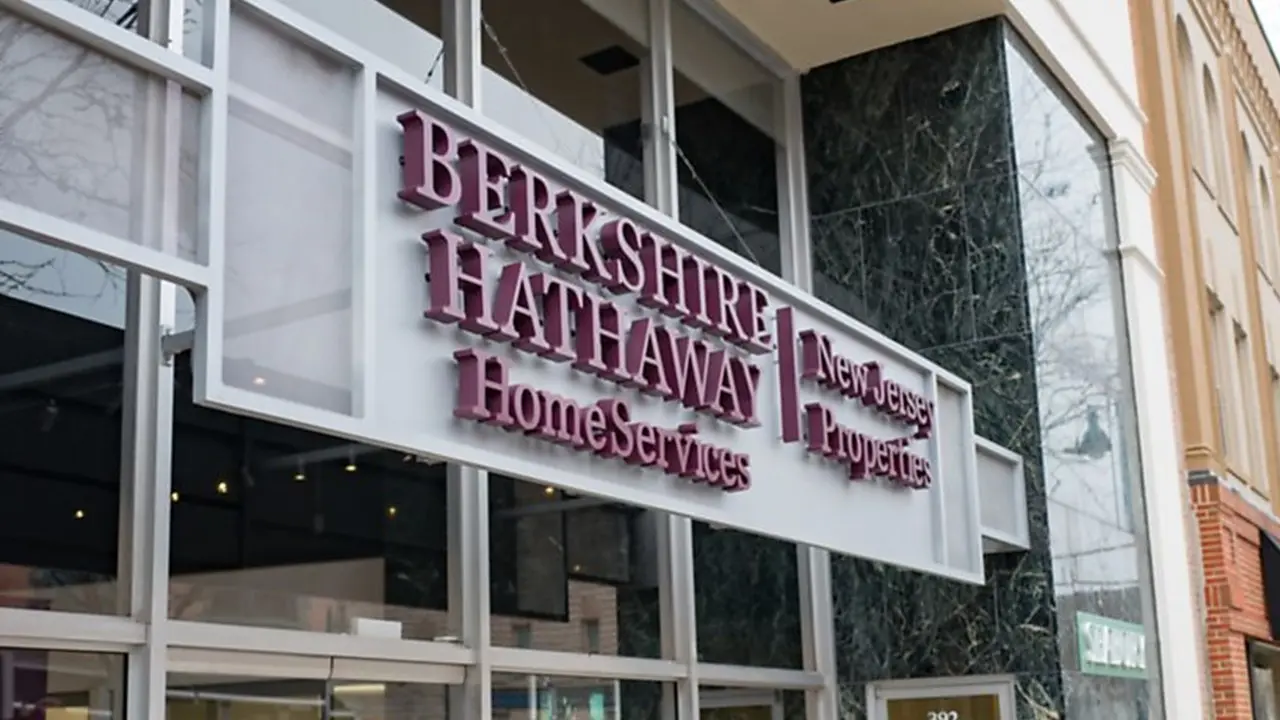 BERKSHIRE
HATHAWAY
HomeServices
New Jersey
Properties
392